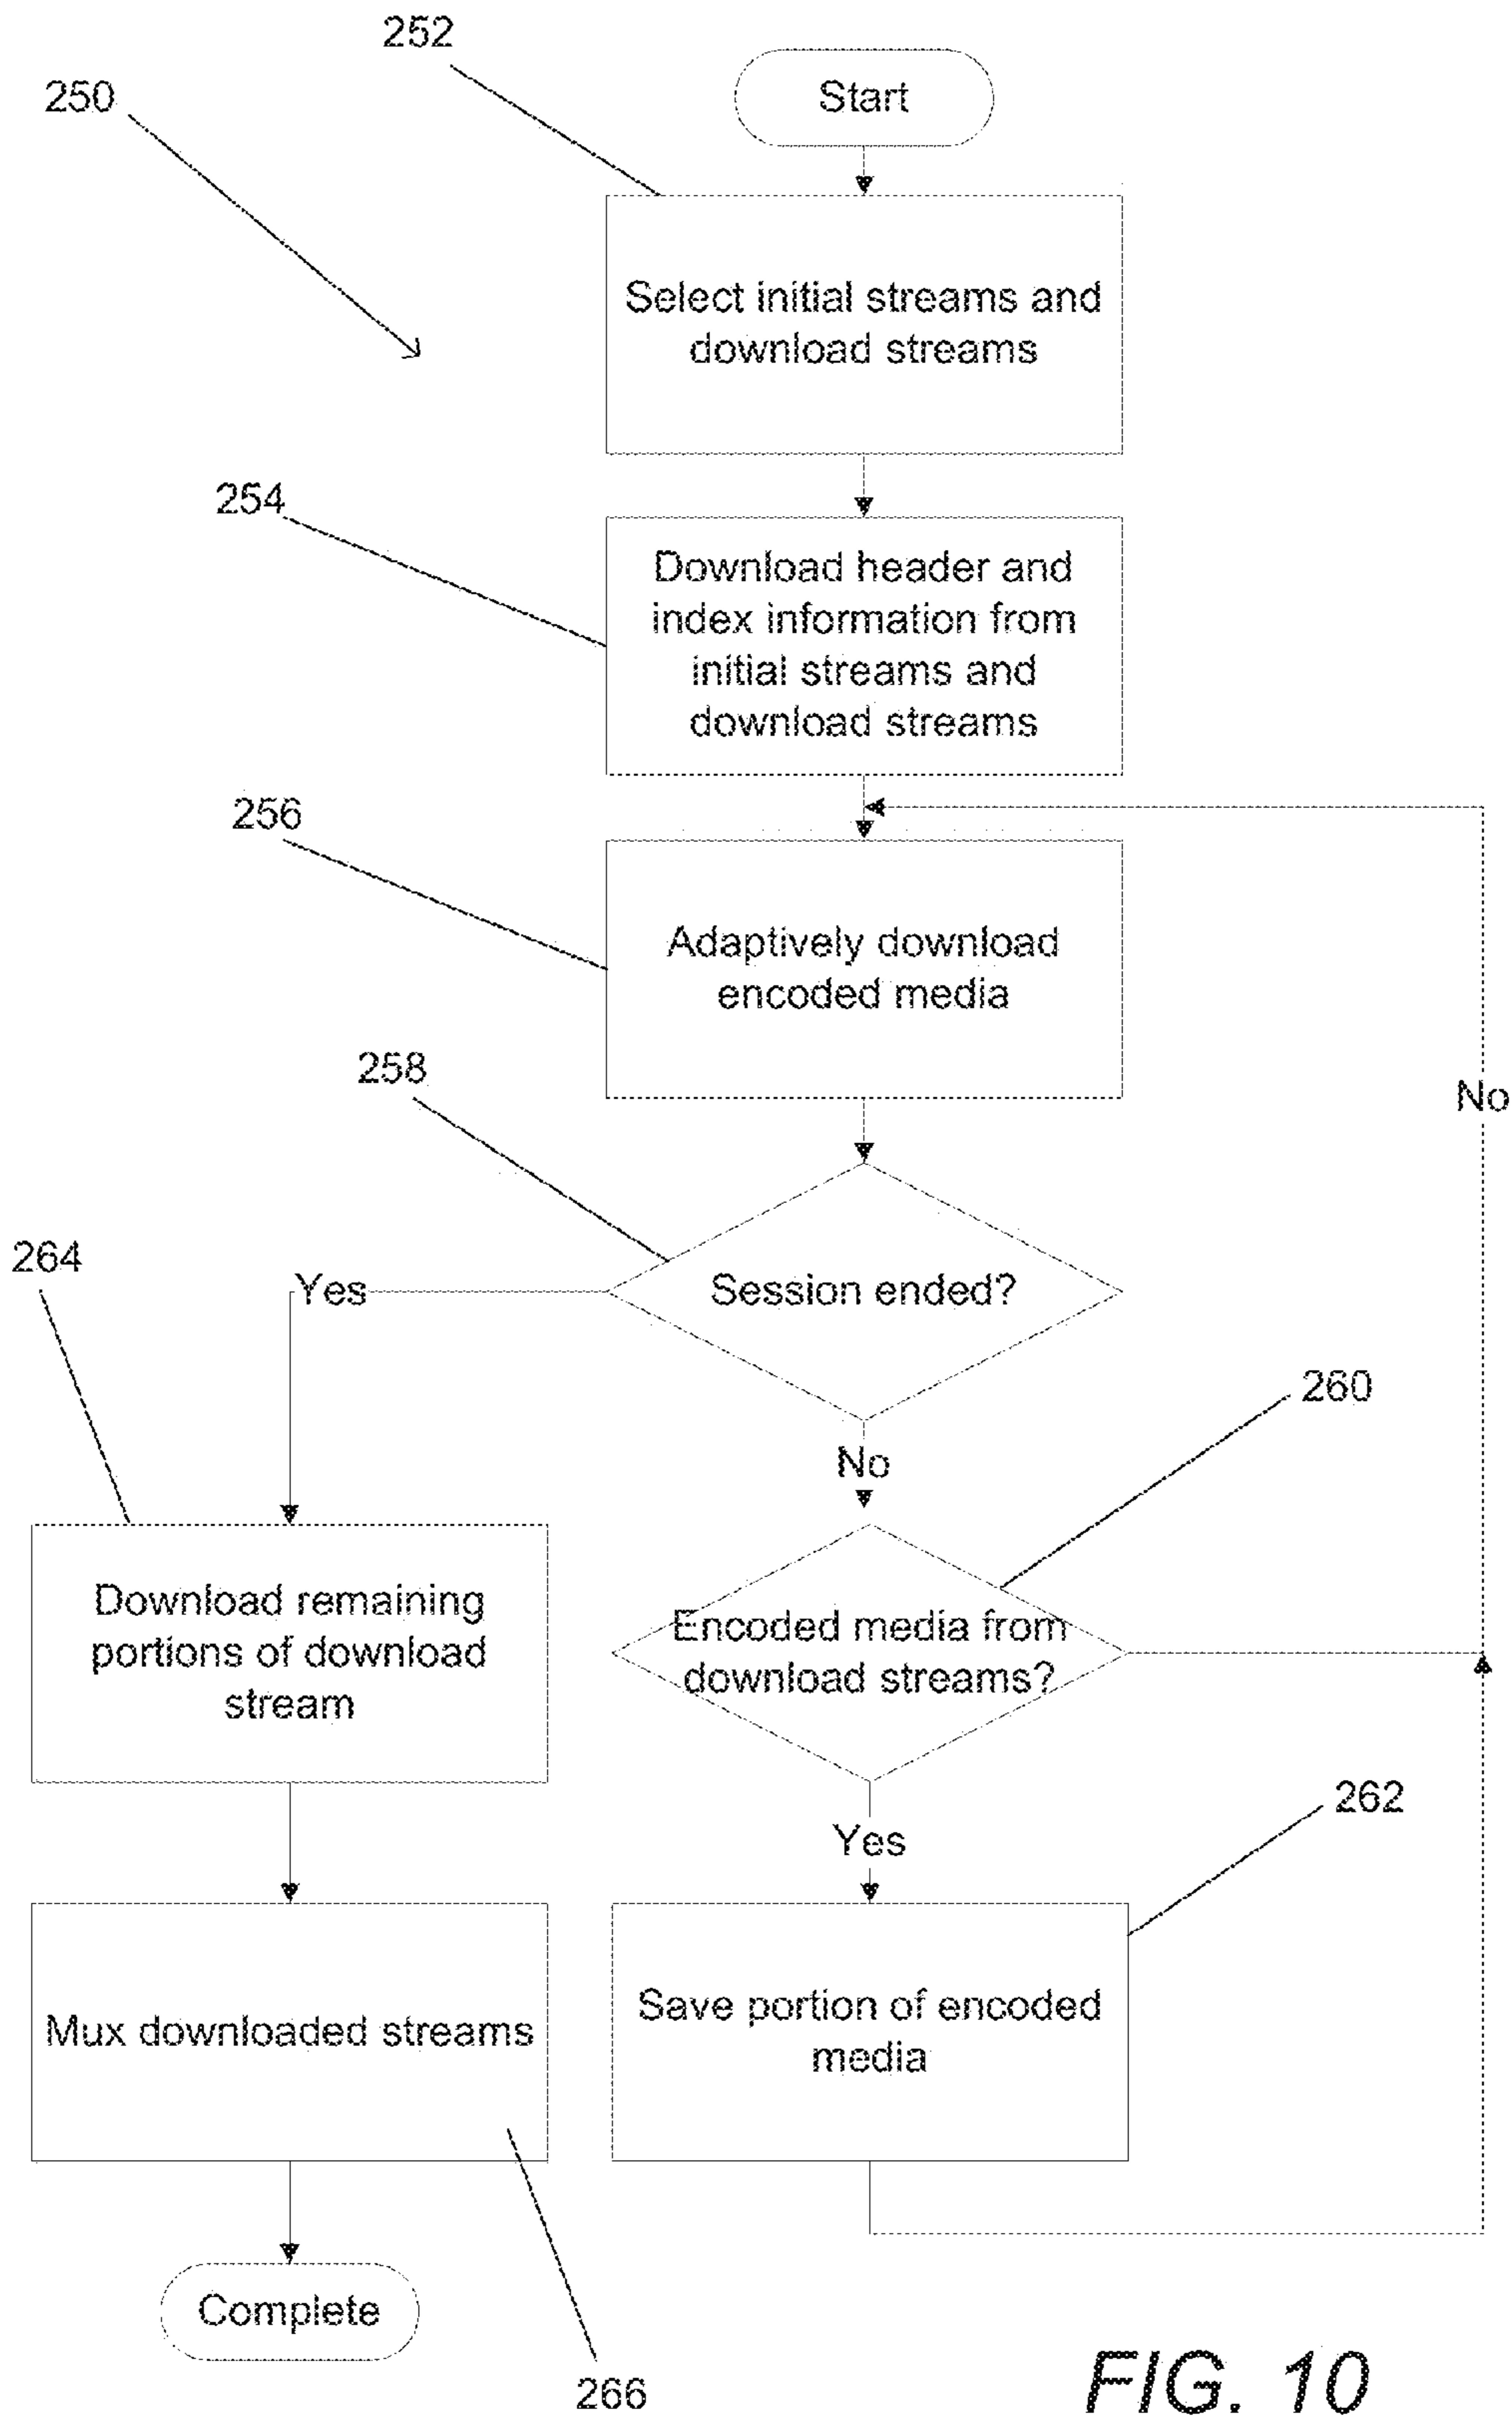 252
250
Start
Select initial streams and
download streams
254
Download header and
index information from
initial streams and
download streams
256
Adaptively download
encoded media
258
No
264
Yes
Session ended?
260
No
Download remaining
portions of download
stream
Encoded media from
download streams?
262
Yes
Mux downloaded streams
Save portion of encoded
media
Complete
266
FIG. 10